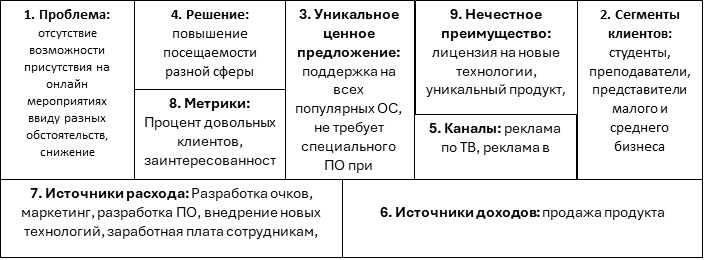 1. Проблема:
отсутствие
возможности
присутствия на
онлайн
мероприятиях
ввиду разных
обстоятельств,
снижение
4. Решение:
повышение
посещаемости
разной сферы
8. Метрики:
Процент довольных
клиентов,
заинтересованност
3. Уникальное
ценное
предложение:
поддержка на
всех
популярных ОС,
не требует
специального
ПО при
9. Нечестное
преимущество:
лицензия на новые
технологии,
уникальный продукт,
5. Каналы: реклама
по ТВ, реклама в
2. Сегменты
клиентов:
студенты,
преподаватели,
представители
малого и
среднего
бизнеса
7. Источники расхода: Разработка очков,
маркетинг, разработка ПО, внедрение новых
технологий, заработная плата сотрудникам,
6. Источники доходов: продажа продукта